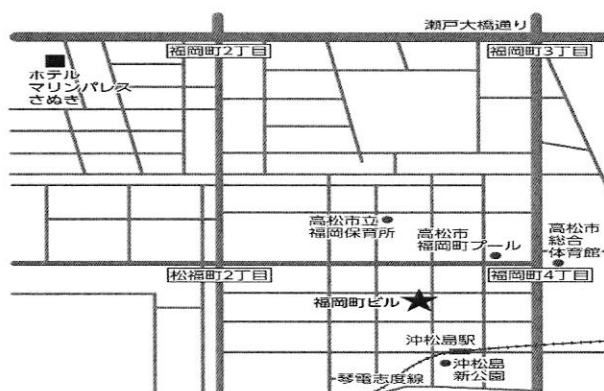 瀬戸大橋通り
福岡町2丁目
福岡町3丁目
ホテル
マリンパレス
さぬき
高松市立
福岡保育所
高松市
福岡町プール
高松市
総合
体育館
松福町2丁目
福岡町4丁目
福岡町ビル
沖松島駅
沖松島
新公園
琴電志度線